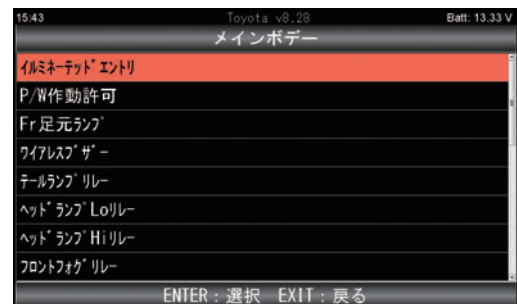 15:43 Toyota v8.28 Batt: 13.33 V
メインボデー
ｲﾙﾐﾈｰﾃｯﾄﾞｴﾝﾄﾘ
P/W作動許可
Fr足元ﾗﾝﾌﾟ
ﾜｲｱﾚｽﾌﾞｻﾞｰ
ﾃｰﾙﾗﾝﾌﾟﾘﾚｰ
ﾍｯﾄﾞﾗﾝﾌﾟLoﾘﾚｰ
ﾍｯﾄﾞﾗﾝﾌﾟHiﾘﾚｰ
ﾌﾛﾝﾄﾌｫｸﾞﾘﾚｰ
ENTER：選択 EXIT：戻る